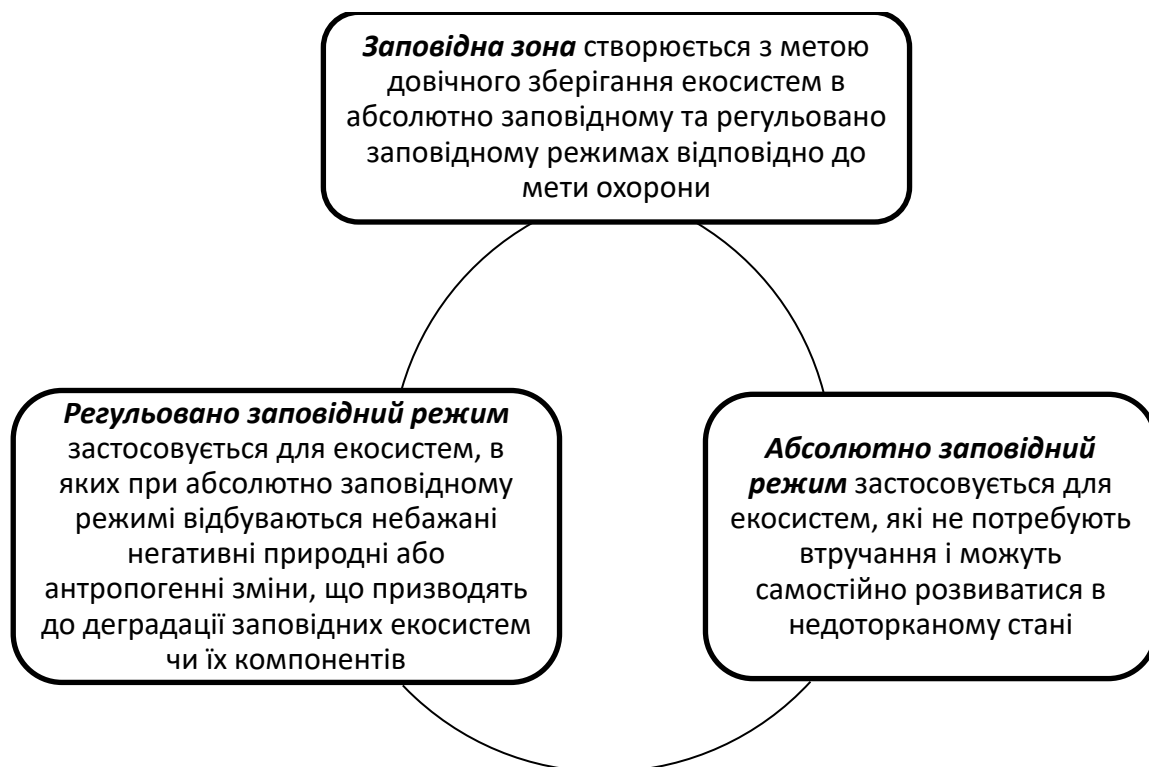 Заповідна зона створюється з метою
довічного зберігання екосистем в
абсолютно заповідному та регульовано
заповідному режимах відповідно до
мети охорони
Регульовано заповідний режим
застосовується для екосистем, в
яких при абсолютно заповідному
режимі відбуваються небажані
негативні природні або
антропогенні зміни, що призводять
до деградації заповідних екосистем
чи їх компонентів
Абсолютно заповідний
режим застосовується для
екосистем, які не потребують
втручання і можуть
самостійно розвиватися в
недоторканому стані